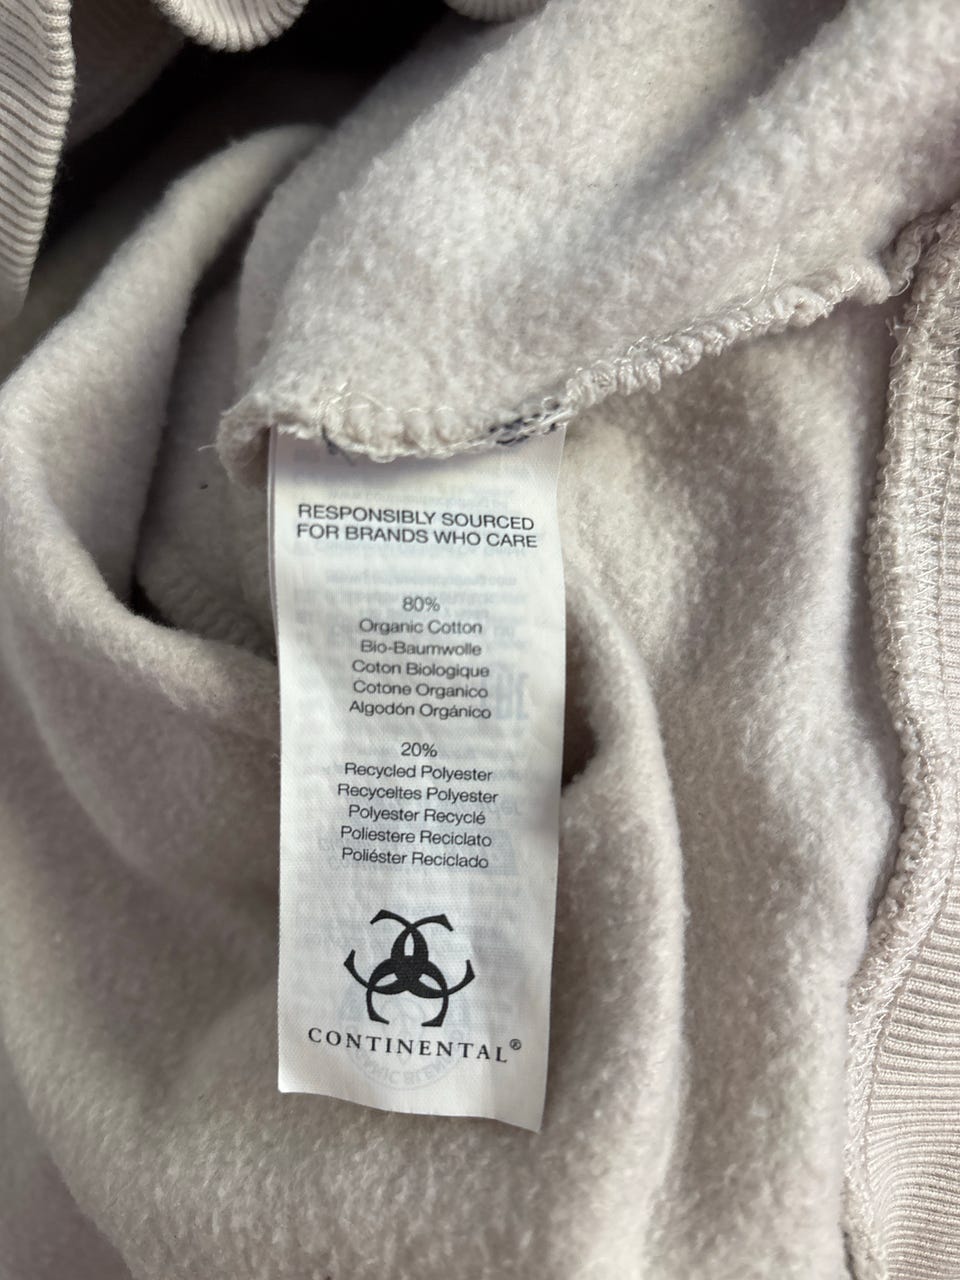 RESPONSIBLY SOURCED
FOR BRANDS WHO CARE
80%
Organic Cotton
Bio-Baumwolle
Coton Biologique
Cotone Organico
Algodón Orgánico
20%
Recycled Polyester
Recyceltes Polyester
Polyester Recyclé
Poliestere Reciclato
Poliéster Reciclado
CONTINENTAL®